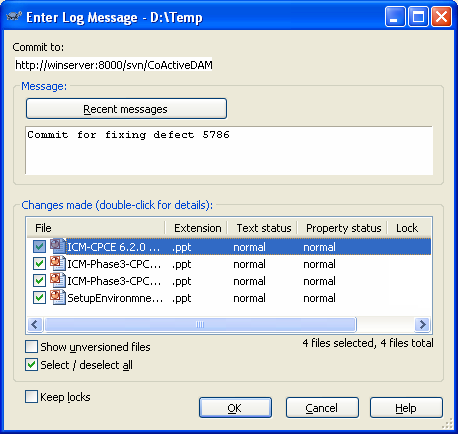 Enter Log Message - D:\Temp
Commit to:
http://winserver:8000/svn/CoActiveDAM
Message:
Recent messages
Commit for fixing defect 5786
Changes made (double-click for details):
File Extension Text status Property status Lock
ICM-CPCE 6.2.0 ... .ppt normal normal
ICM-Phase3-CPC... .ppt normal normal
ICM-Phase3-CPC... .ppt normal normal
SetupEnvironmne... .ppt normal normal
Show unversioned files
4 files selected, 4 files total
Select / deselect all
Keep locks
OK Cancel Help